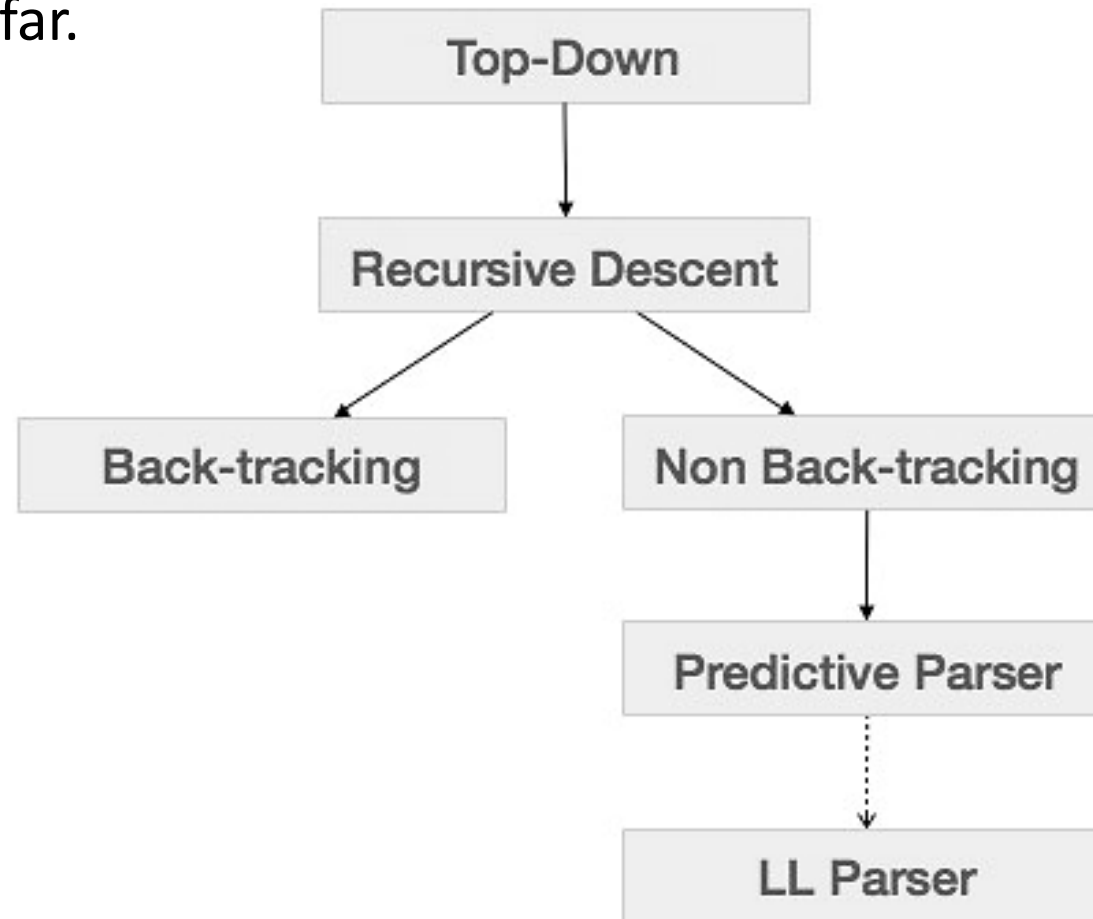 far.
Top-Down
Recursive Descent
Back-tracking
Non Back-tracking
Predictive Parser
LL Parser